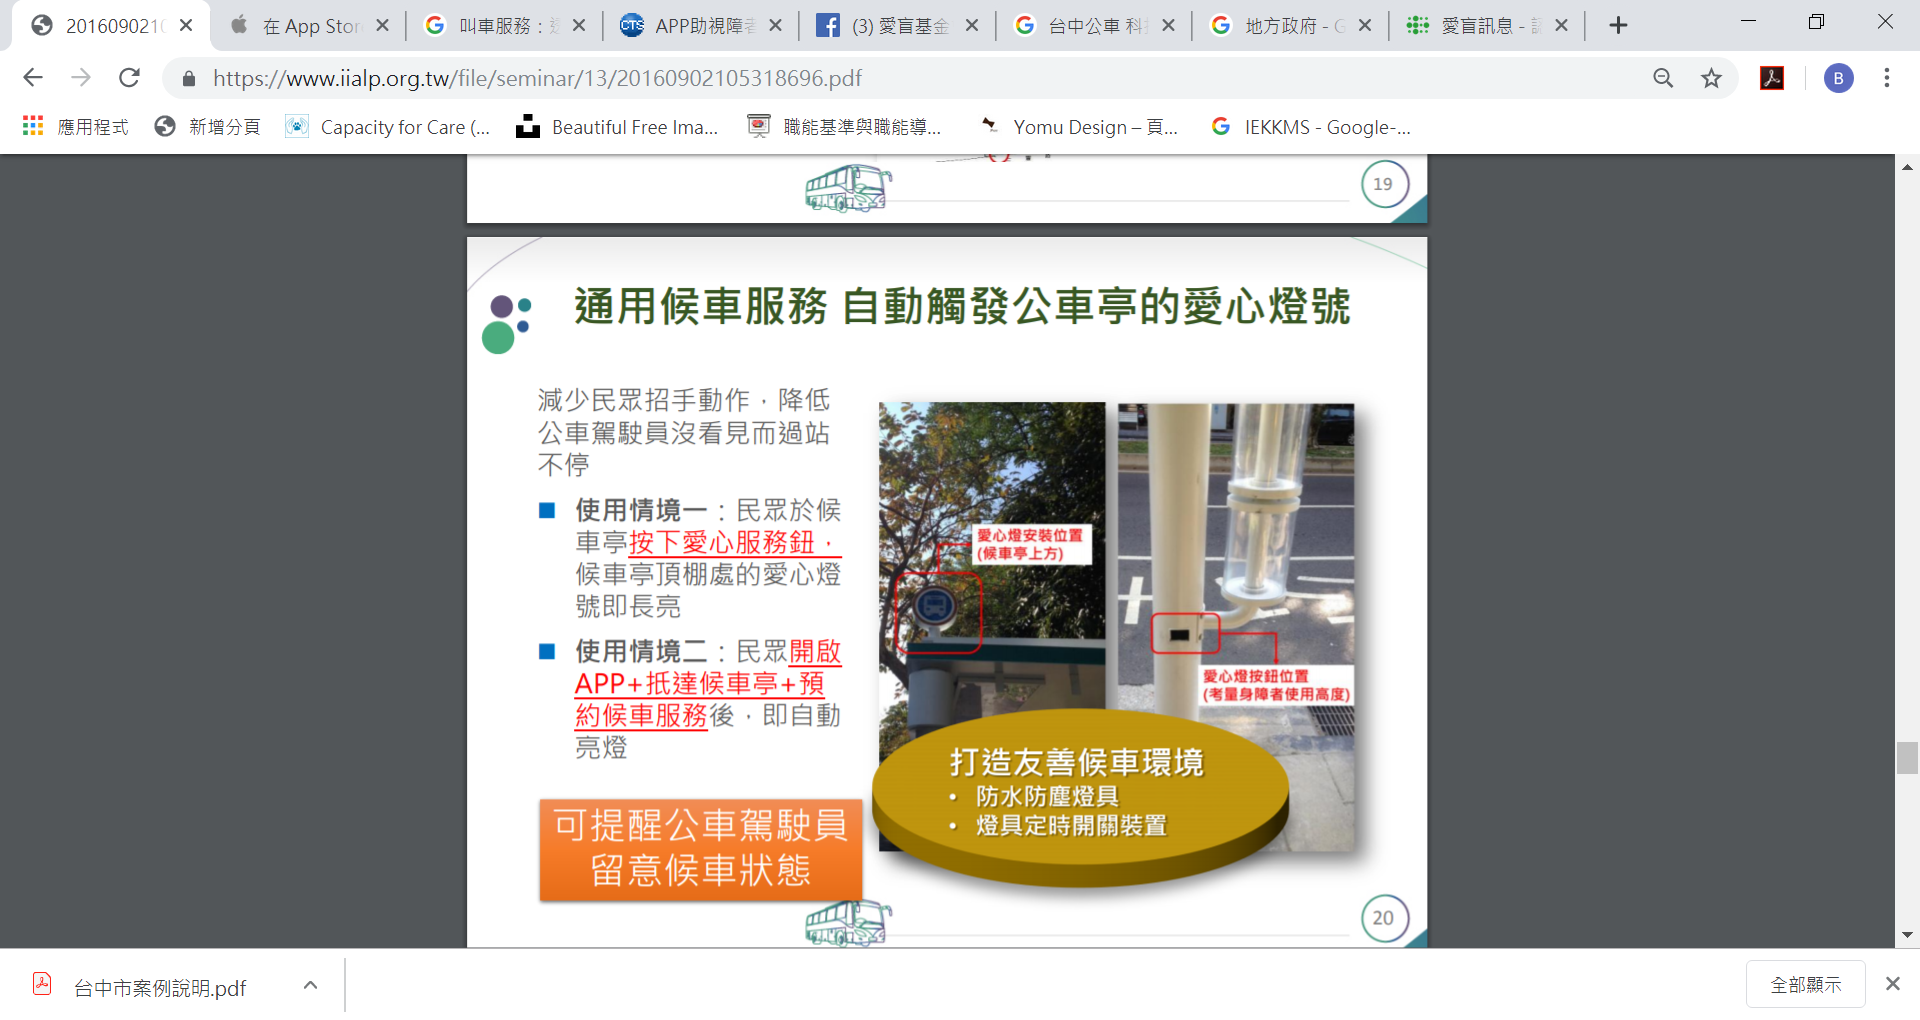 20160902105
在 App Stor
叫車服務：
APP助視障者
(3) 愛盲基金
台中公車 科
地方政府 - G
愛盲訊息 -
https://www.iialp.org.tw/file/seminar/13/20160902105318696.pdf
B
應用程式
新增分頁
Capacity for Care (...
Beautiful Free Ima...
職能基準與職能導...
Yomu Design – 頁...
IEKKMS - Google-...
19
通用候車服務 自動觸發公車亭的愛心燈號
減少民眾招手動作，降低
公車駕駛員沒看見而過站
不停
使用情境一：民眾於候
車亭按下愛心服務鈕，
候車亭頂棚處的愛心燈
號即長亮
使用情境二：民眾開啟
APP+抵達候車亭+預
約候車服務後，即自動
亮燈
可提醒公車駕駛員
留意候車狀態
愛心燈安裝位置
(候車亭上方)
愛心燈按鈕位置
(考量身障者使用高度)
打造友善候車環境
• 防水防塵燈具
• 燈具定時開關裝置
20
台中市案例說明.pdf
全部顯示